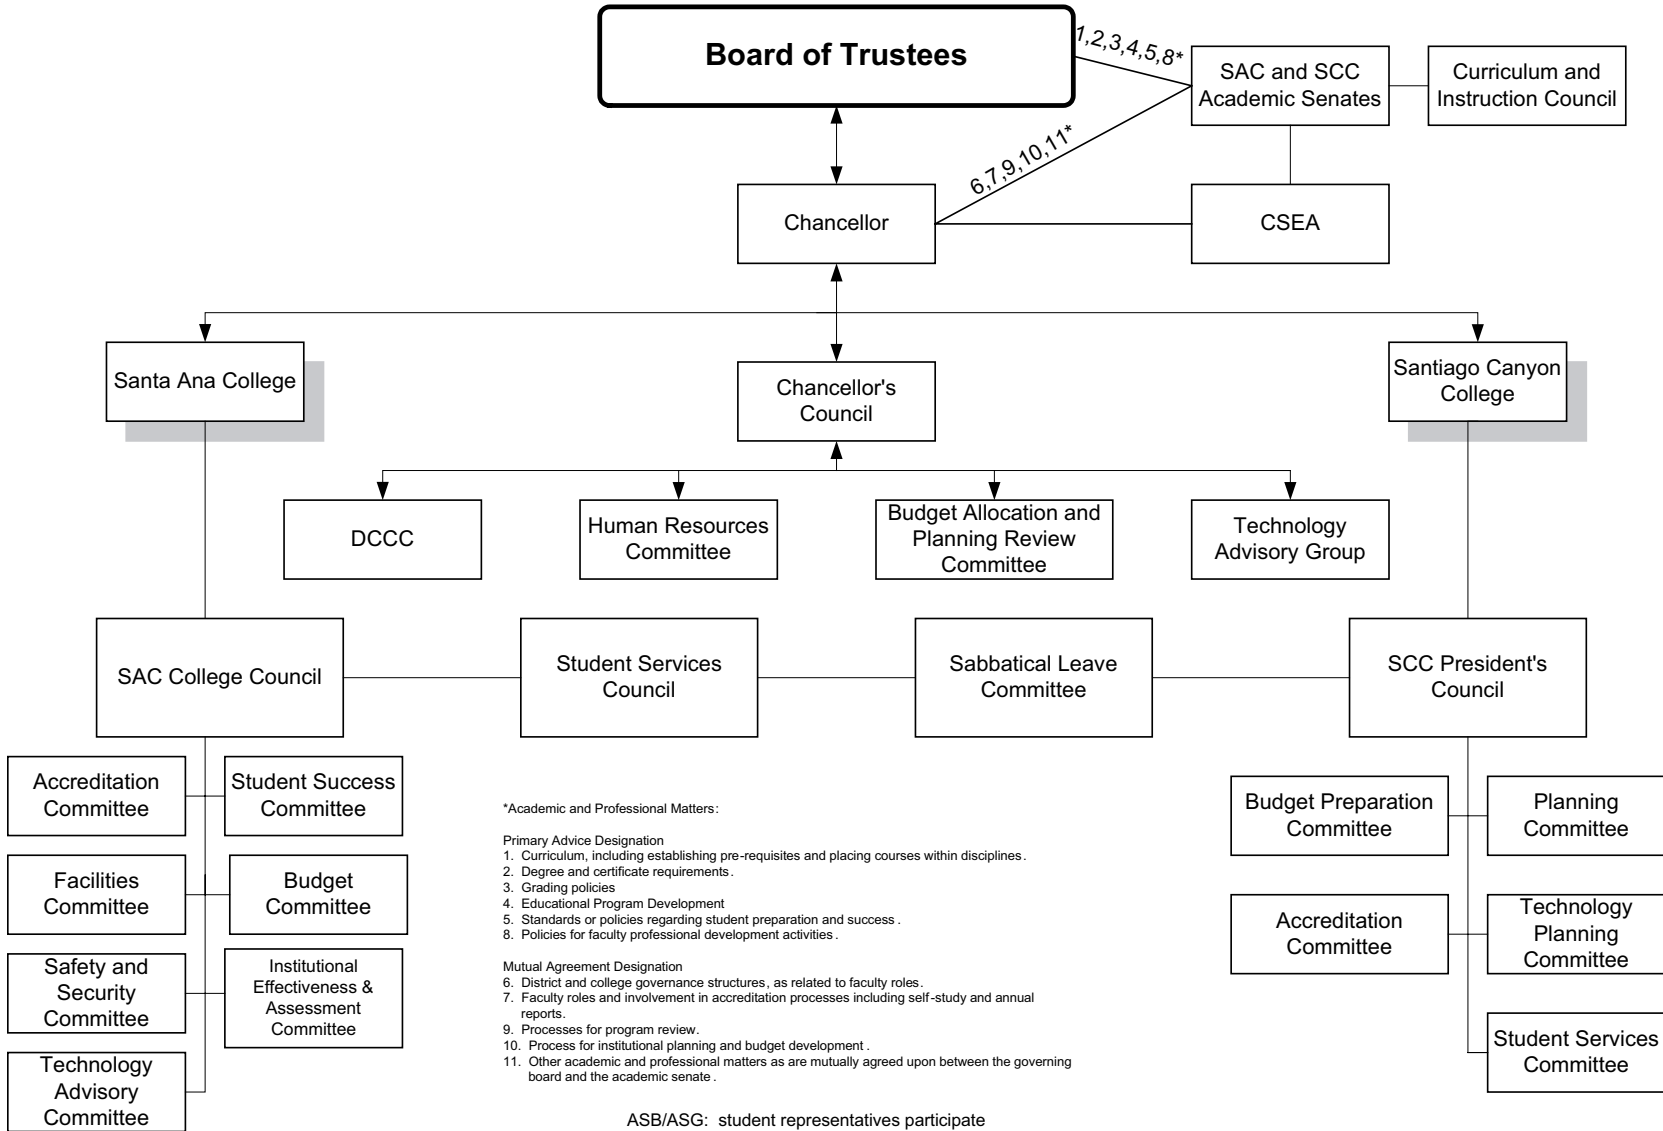 Board of Trustees
1,2,3,4,5,8*
SAC and SCC
Academic Senates
Curriculum and
Instruction Council
6,7,9,10,11*
Chancellor
CSEA
Santa Ana College
Chancellor's
Council
Santiago Canyon
College
DCCC
Human Resources
Committee
Budget Allocation and
Planning Review
Committee
Technology
Advisory Group
SAC College Council
Student Services
Council
Sabbatical Leave
Committee
SCC President's
Council
Accreditation
Committee
Student Success
Committee
Facilities
Committee
Budget
Committee
Safety and
Security
Committee
Institutional
Effectiveness &
Assessment
Committee
Technology
Advisory
Committee
*Academic and Professional Matters:
Primary Advice Designation
1. Curriculum, including establishing pre-requisites and placing courses within disciplines.
2. Degree and certificate requirements.
3. Grading policies
4. Educational Program Development
5. Standards or policies regarding student preparation and success.
8. Policies for faculty professional development activities.
Mutual Agreement Designation
6. District and college governance structures, as related to faculty roles.
7. Faculty roles and involvement in accreditation processes including self-study and annual
reports.
9. Processes for program review.
10. Process for institutional planning and budget development.
11. Other academic and professional matters as are mutually agreed upon between the governing
board and the academic senate.
Budget Preparation
Committee
Planning
Committee
Accreditation
Committee
Technology
Planning
Committee
Student Services
Committee
ASB/ASG: student representatives participate